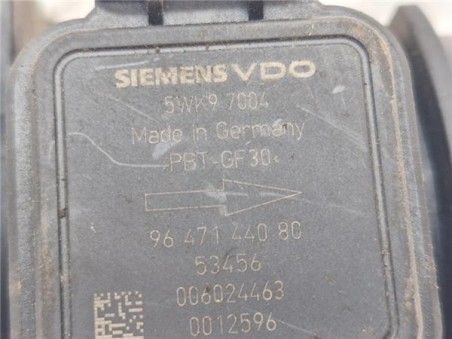 SIEMENS VDO
5WK9 7004
Made in Germany
>PBT-GF30<
96 471 440 80
53456
006024463
0012596